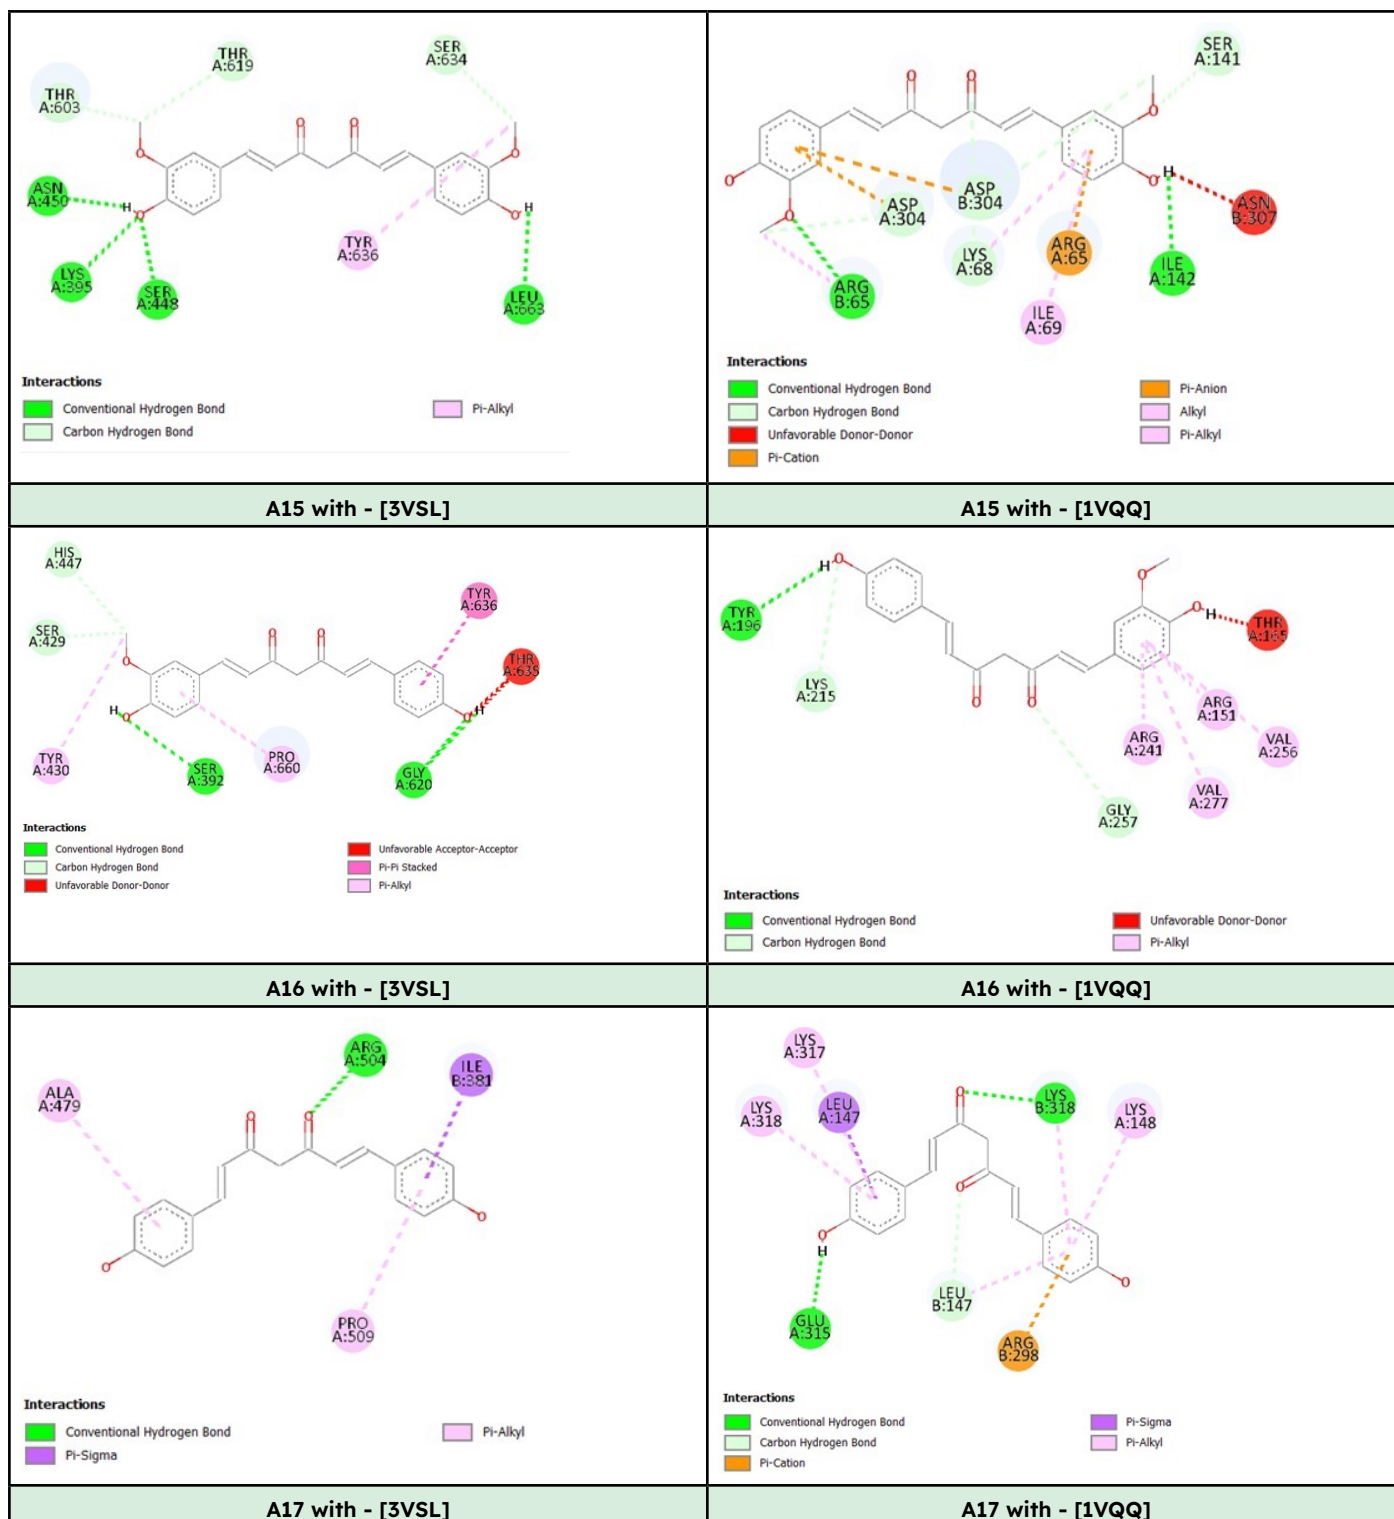 THR
A:619
SER
A:634
THR
A:603
ASN
A:450
H
O
O
O
O
O
O
H
LYS
A:395
SER
A:448
TYR
A:636
LEU
A:663
Interactions
Conventional Hydrogen Bond
Carbon Hydrogen Bond
Pi-Alkyl
SER
A:141
O
O
O
O
O
O
H
ASP
A:304
ASP
B:304
LYS
A:68
ARG
A:65
ASN
B:307
ARG
B:65
ILE
A:142
ILE
A:69
Interactions
Conventional Hydrogen Bond
Carbon Hydrogen Bond
Unfavorable Donor-Donor
Pi-Cation
Pi-Anion
Alkyl
Pi-Alkyl
A15 with - [3VSL]
A15 with - [1VQQ]
HIS
A:447
SER
A:429
TYR
A:636
THR
A:635
O
O
O
H
O
O
H
TYR
A:430
SER
A:392
PRO
A:660
GLY
A:620
Interactions
Conventional Hydrogen Bond
Carbon Hydrogen Bond
Unfavorable Donor-Donor
Unfavorable Acceptor-Acceptor
Pi-Pi Stacked
Pi-Alkyl
H
O
O
O
H
O
O
TYR
A:196
THR
A:165
LYS
A:215
ARG
A:151
ARG
A:241
VAL
A:256
VAL
A:277
GLY
A:257
Interactions
Conventional Hydrogen Bond
Carbon Hydrogen Bond
Unfavorable Donor-Donor
Pi-Alkyl
A16 with - [3VSL]
A16 with - [1VQQ]
ARG
A:504
ILE
B:381
ALA
A:479
O
O
O
O
PRO
A:509
Interactions
Conventional Hydrogen Bond
Pi-Sigma
Pi-Alkyl
LYS
A:317
LYS
A:318
LEU
A:147
LYS
B:318
LYS
A:148
O
O
O
H
O
GLU
A:315
LEU
B:147
ARG
B:298
Interactions
Conventional Hydrogen Bond
Carbon Hydrogen Bond
Pi-Cation
Pi-Sigma
Pi-Alkyl
A17 with - [3VSL]
A17 with - [1VQQ]